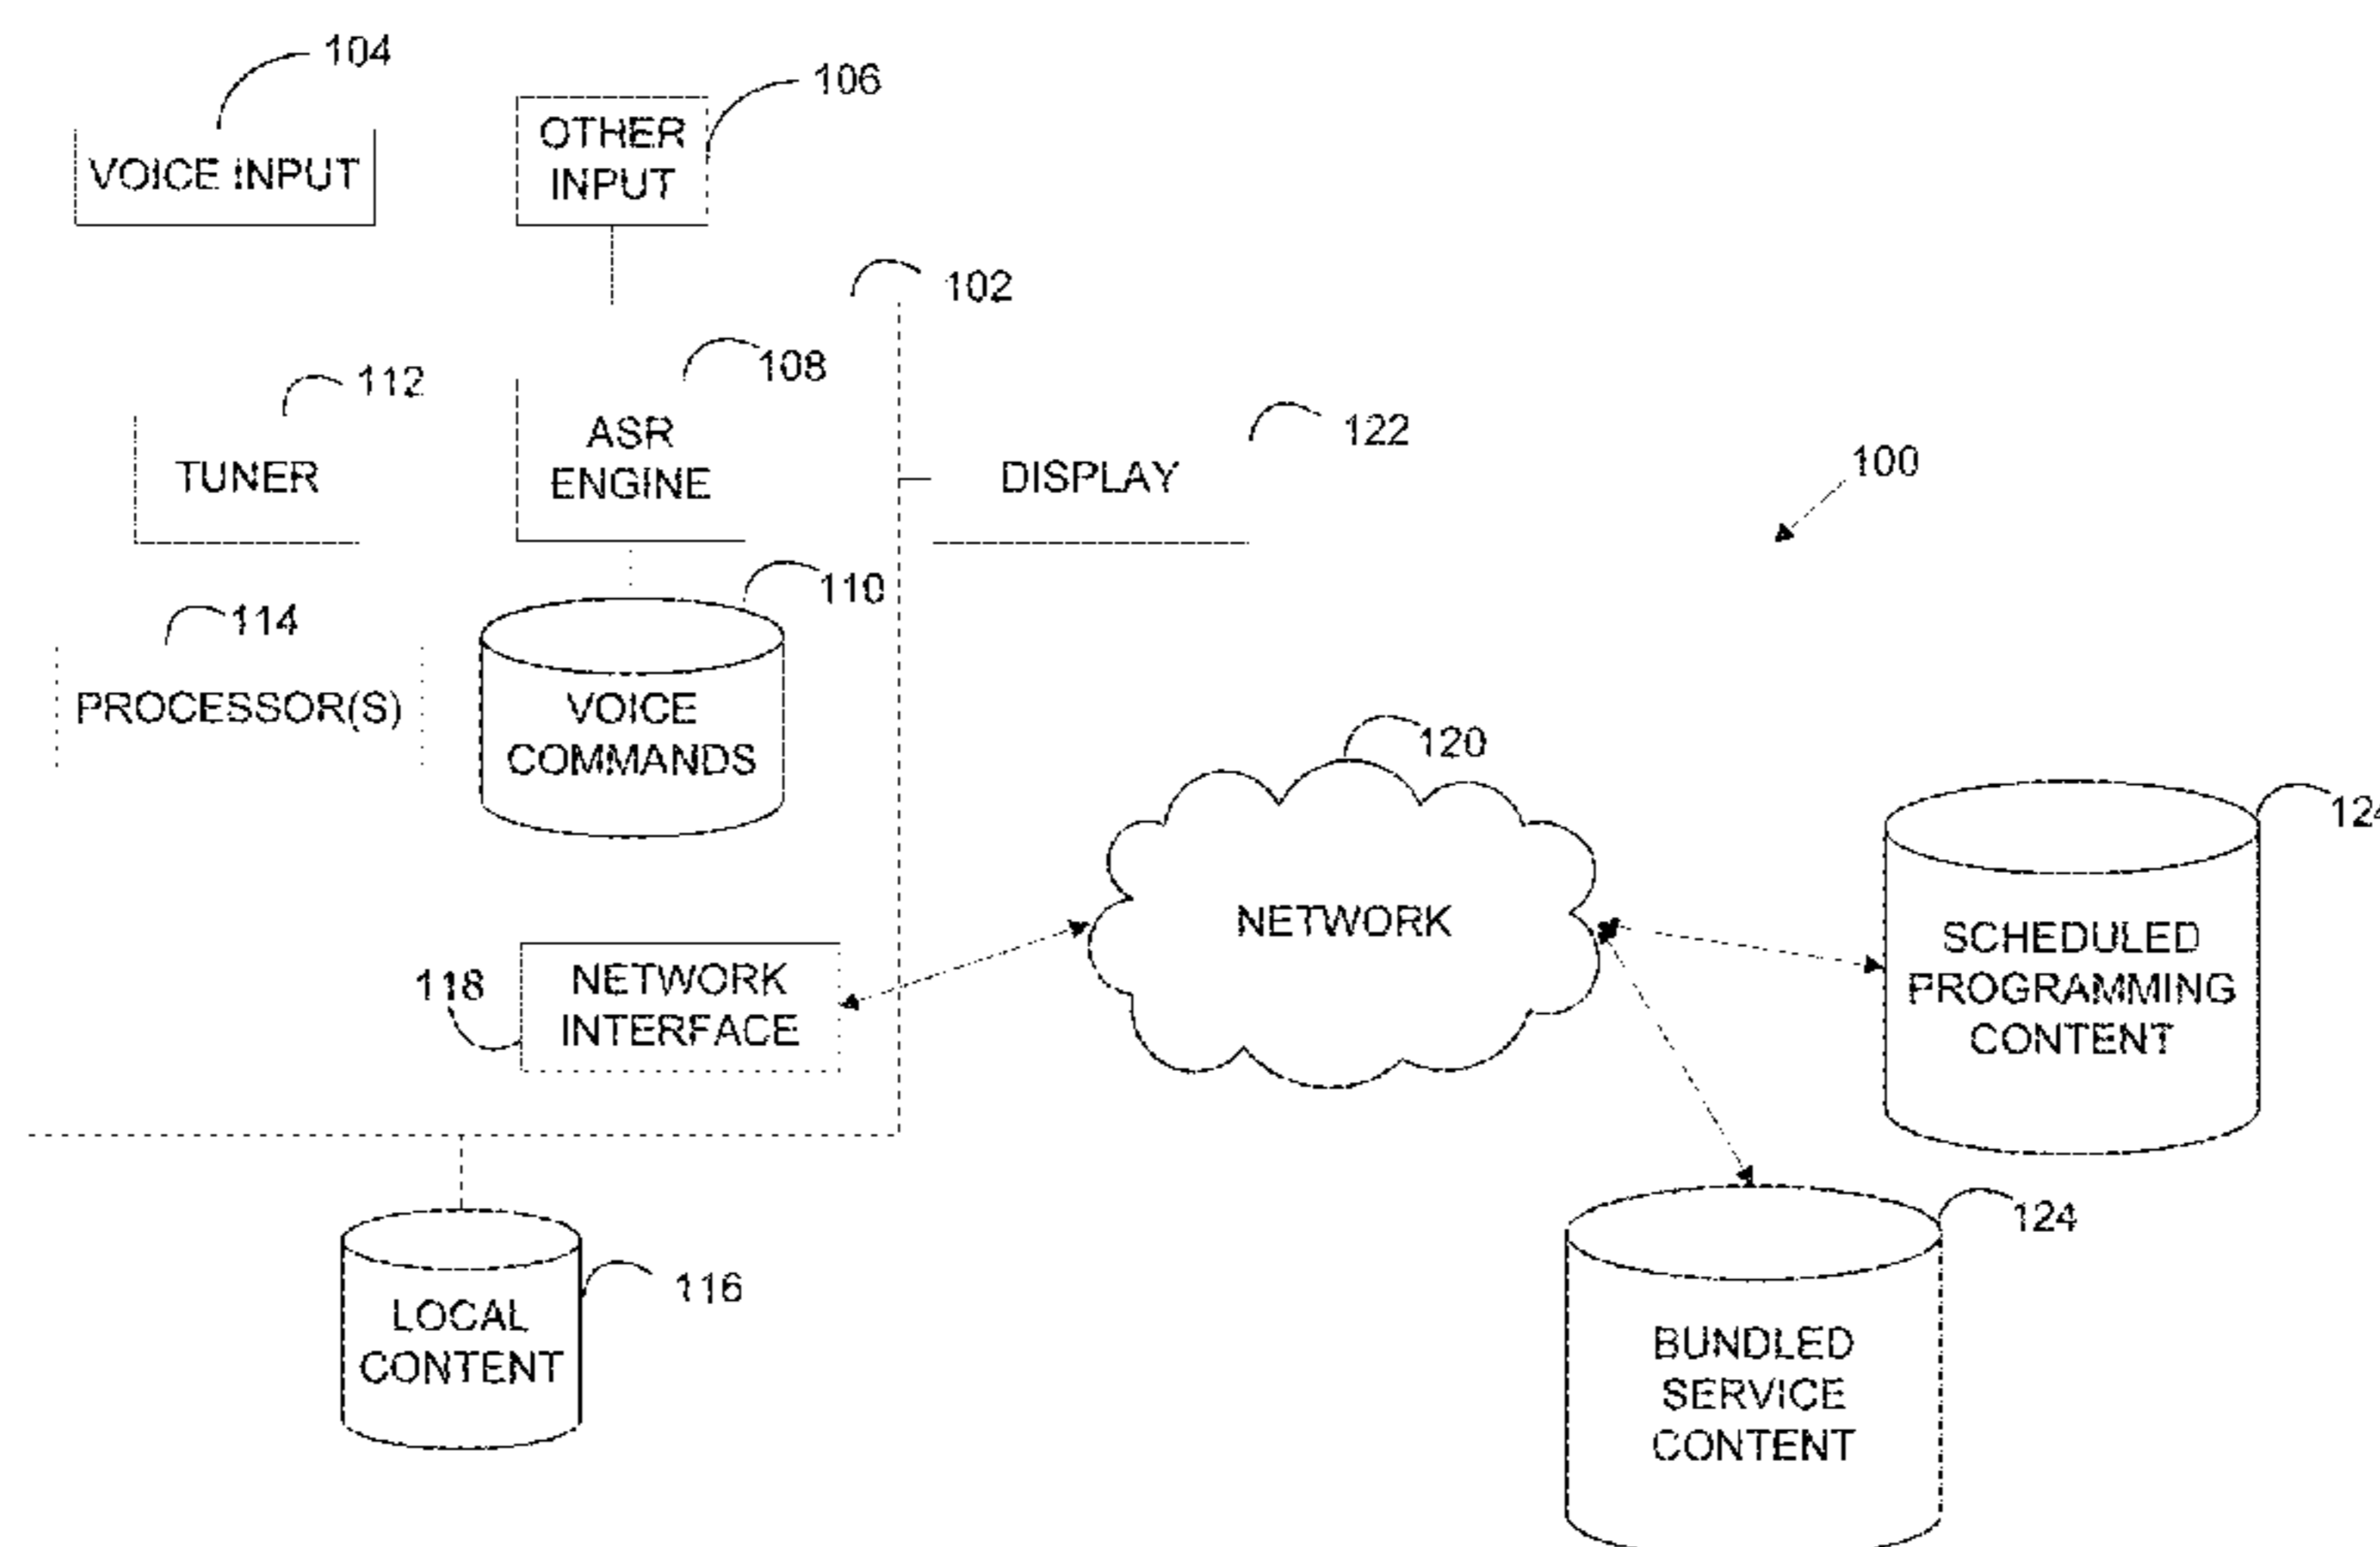 104
106
VOICE INPUT
OTHER
INPUT
102
108
112
ASR
ENGINE
TUNER
122
DISPLAY
100
110
114
PROCESSOR(S)
VOICE
COMMANDS
120
NETWORK
124
SCHEDULED
PROGRAMMING
CONTENT
118
NETWORK
INTERFACE
124
BUNDLED
SERVICE
CONTENT
116
LOCAL
CONTENT